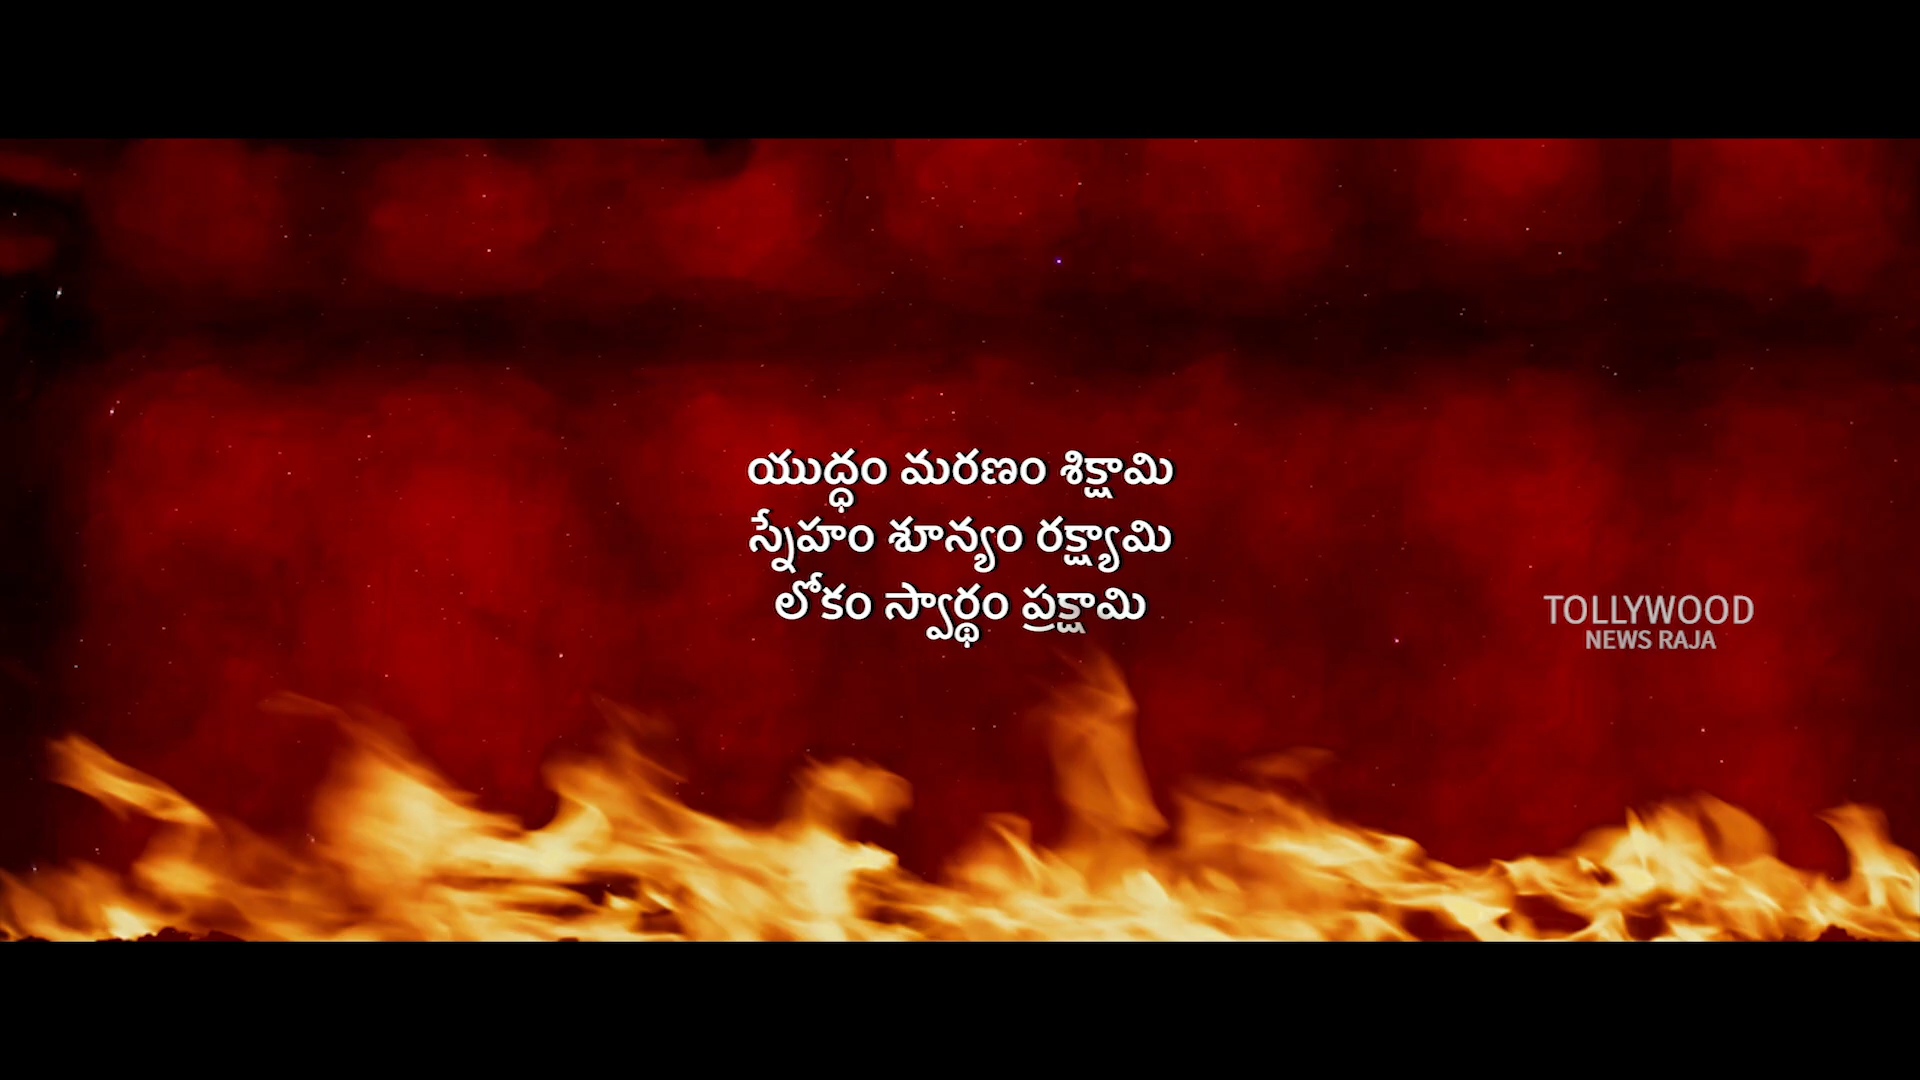 యుద్ధం మరణం శిక్షామి
స్నేహం శూన్యం రక్ష్యామి
లోకం స్వార్థం ప్రక్షామి
TOLLYWOOD
NEWS RAJA